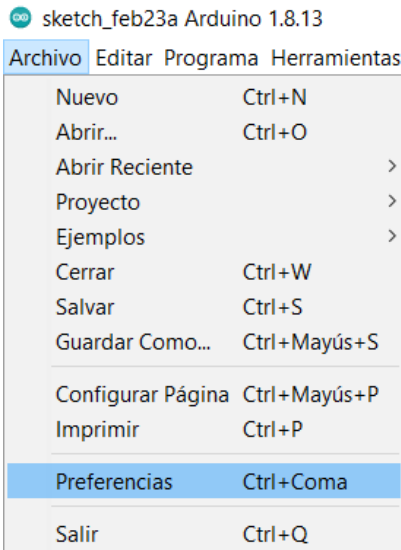 sketch_feb23a Arduino 1.8.13
Archivo Editar Programa Herramientas
Nuevo Ctrl+N
Abrir... Ctrl+O
Abrir Reciente
Proyecto
Ejemplos
Cerrar Ctrl+W
Salvar Ctrl+S
Guardar Como... Ctrl+Mayús+S
Configurar Página Ctrl+Mayús+P
Imprimir Ctrl+P
Preferencias Ctrl+Coma
Salir Ctrl+Q